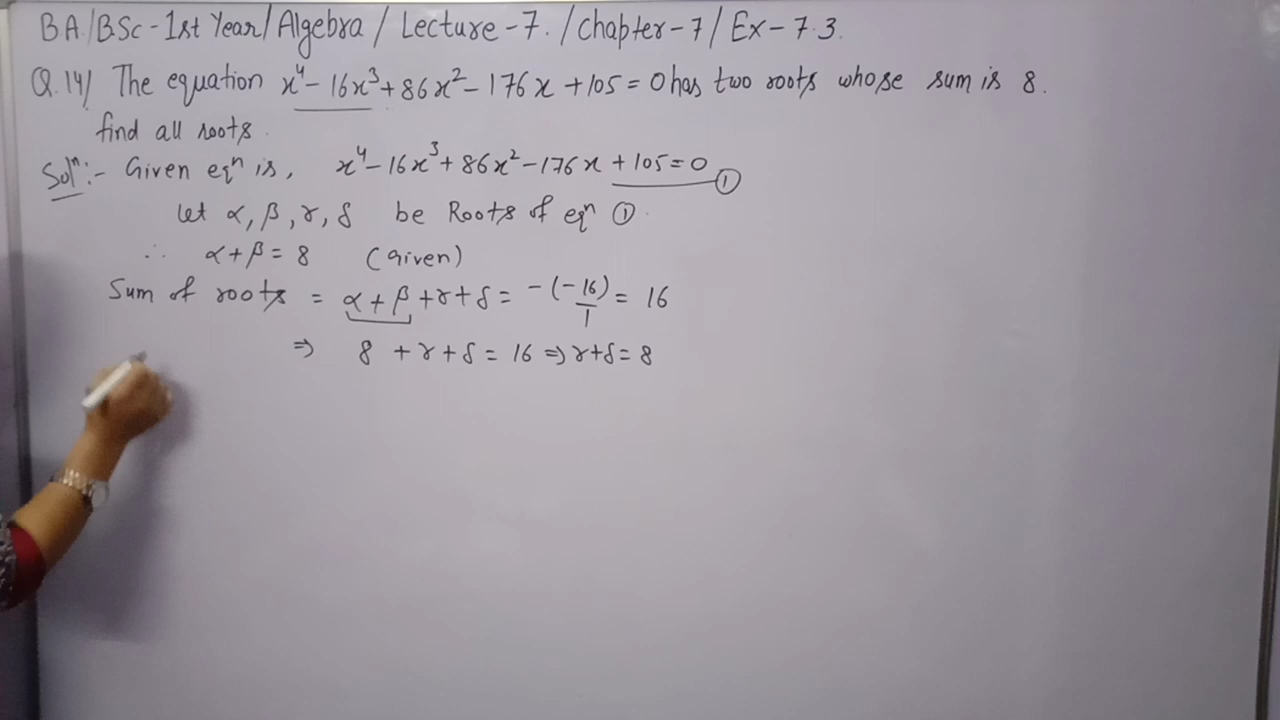 BA/BSc-1st Year/Algebra/Lecture-7./Chapter-7/Ex-7.3.
Q.14/ The equation x⁴-16x³+86x²-176x+105=0 has two roots whose sum is 8.
find all roots.
Solⁿ:- Given eqⁿ is, x⁴-16x³+86x²-176x+105=0 ①
Let α, β, γ, δ be Roots of eqⁿ ①.
∴ α+β=8 (Given)
Sum of roots = α+β+γ+δ = -(-16)/1 = 16
⇒ 8+γ+δ=16 ⇒ γ+δ=8